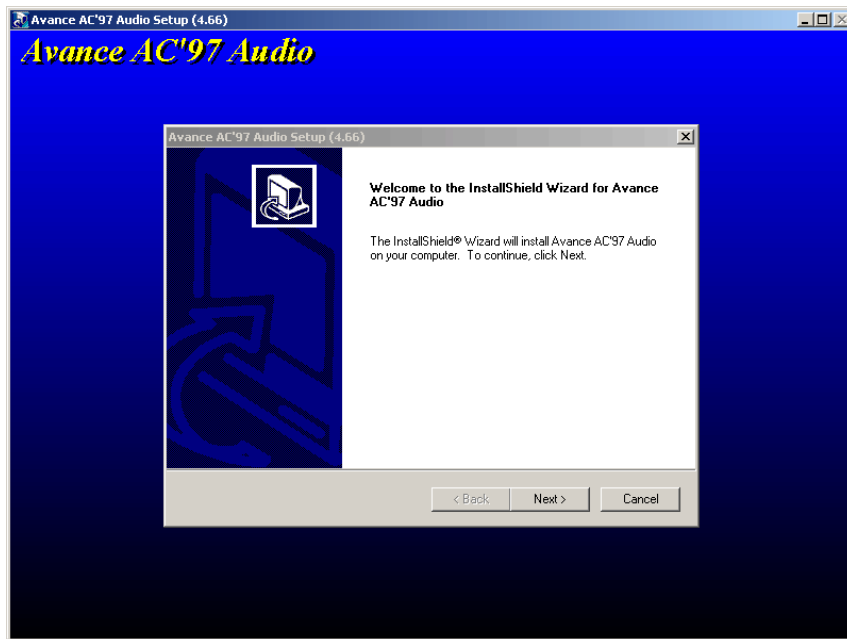 Avance AC'97 Audio Setup (4.66)
Avance AC'97 Audio
Avance AC'97 Audio Setup (4.66)
Welcome to the InstallShield Wizard for Avance
AC'97 Audio
The InstallShield® Wizard will install Avance AC'97 Audio
on your computer.  To continue, click Next.
< Back
Next >
Cancel